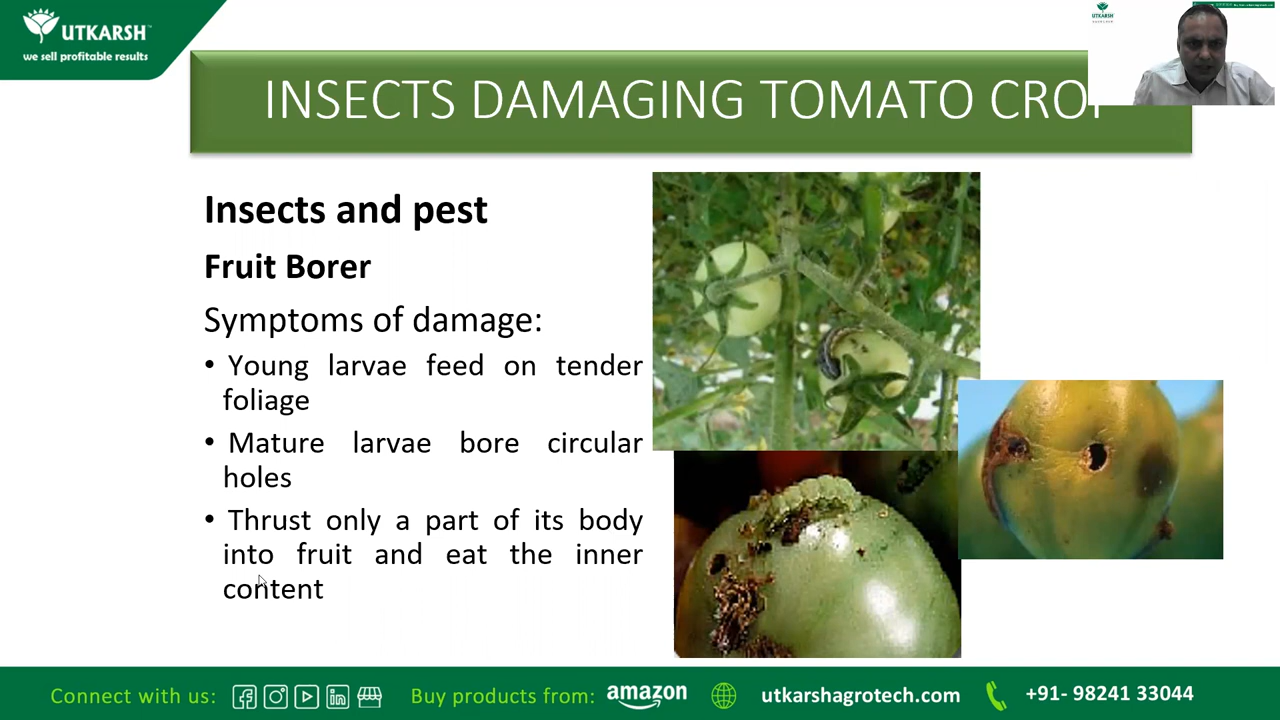 UTKARSH
we sell profitable results
UTKARSH
INSECTS DAMAGING TOMATO CROP
Insects and pest
Fruit Borer
Symptoms of damage:
• Young larvae feed on tender
foliage
• Mature larvae bore circular
holes
• Thrust only a part of its body
into fruit and eat the inner
content
Connect with us:
Buy products from: amazon
utkarshagrotech.com
+91- 98241 33044